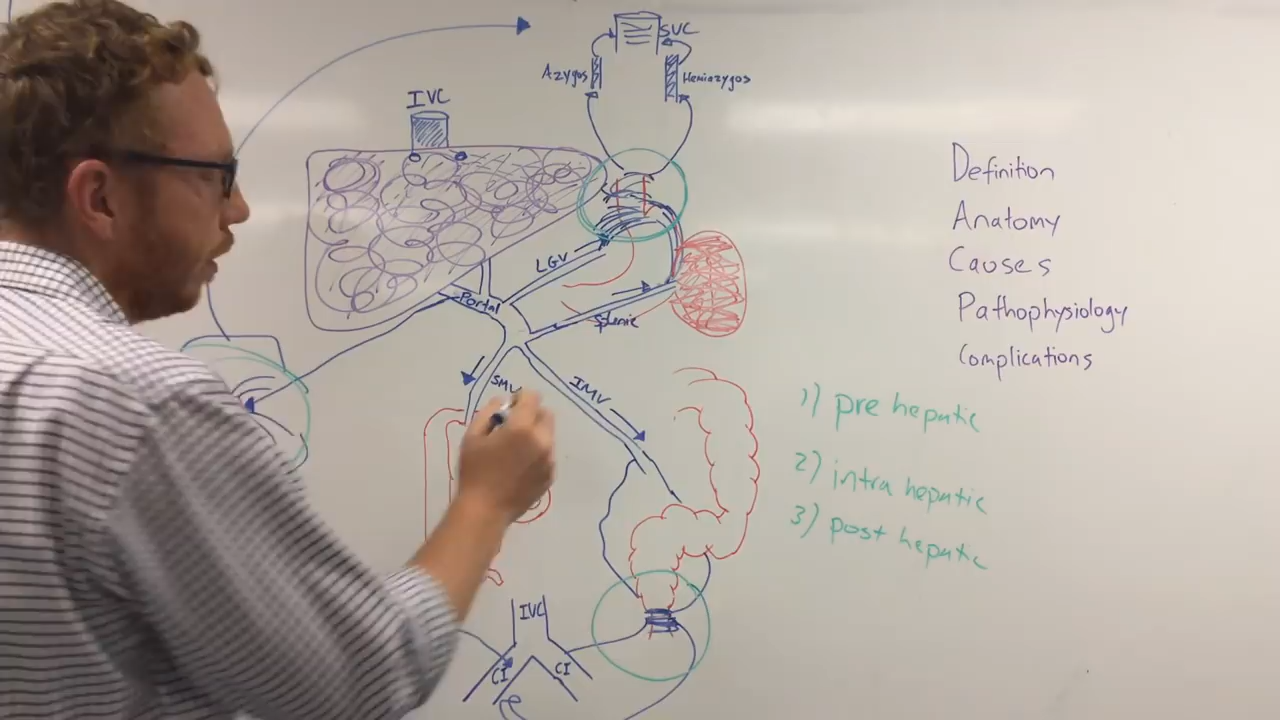 SVC
Azygos
Hemiazygos
IVC
LGV
Portal
Splenic
SMV
IMV
IVC
CI
CI
Definition
Anatomy
Causes
Pathophysiology
Complications
1) pre hepatic
2) intra hepatic
3) post hepatic